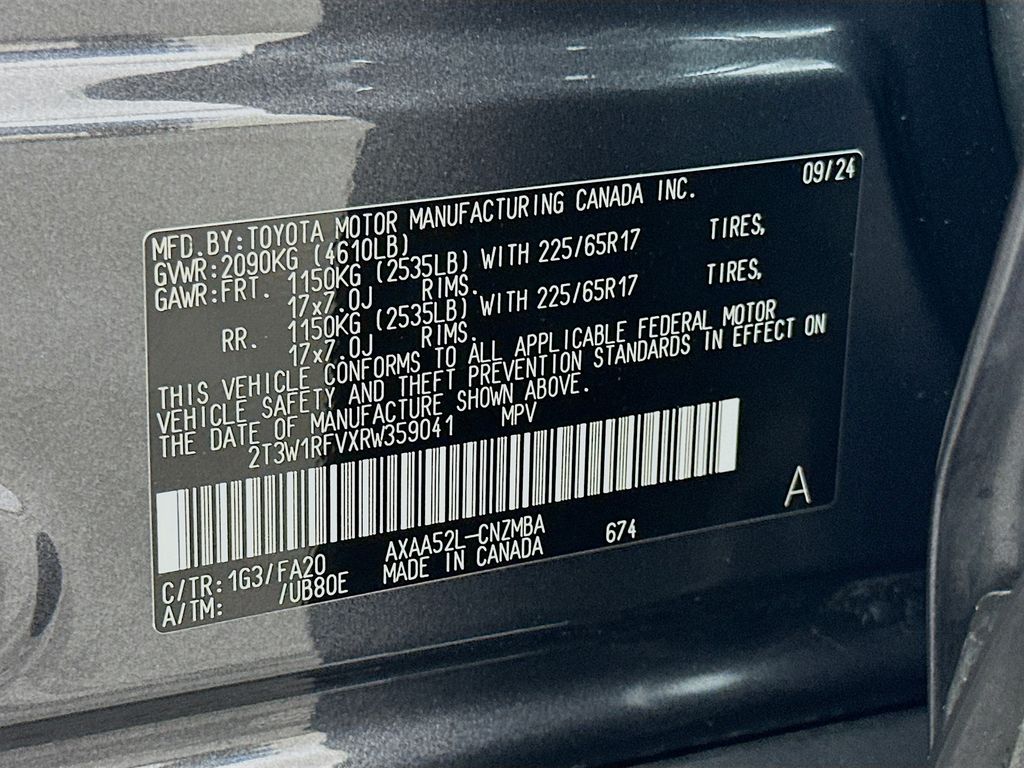 09/24
MFD.BY:TOYOTA MOTOR MANUFACTURING CANADA INC.
GVWR:2090KG (4610LB)
GAWR:FRT. 1150KG (2535LB) WITH 225/65R17 TIRES,
17x7.0J RIMS.
RR. 1150KG (2535LB) WITH 225/65R17 TIRES,
17x7.0J RIMS.
THIS VEHICLE CONFORMS TO ALL APPLICABLE FEDERAL MOTOR
VEHICLE SAFETY AND THEFT PREVENTION STANDARDS IN EFFECT ON
THE DATE OF MANUFACTURE SHOWN ABOVE.
2T3W1RFVXRW359041 MPV
A
C/TR:1G3/FA20 AXAA52L-CNZMBA 674
A/TM: /UB80E MADE IN CANADA